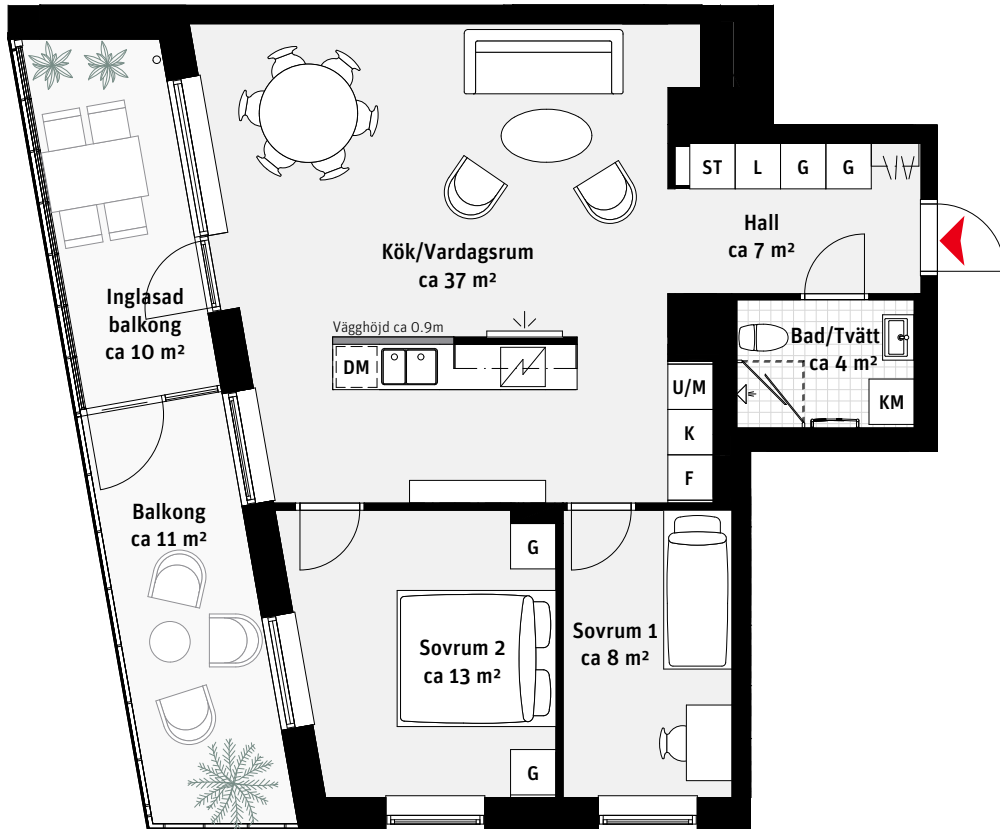 ST
L
G
G
Hall
ca 7 m²
Kök/Vardagsrum
ca 37 m²
Inglasad
balkong
ca 10 m²
Vägghöjd ca 0.9m
DM
Bad/Tvätt
ca 4 m²
U/M
KM
K
F
Balkong
ca 11 m²
G
Sovrum 2
ca 13 m²
Sovrum 1
ca 8 m²
G